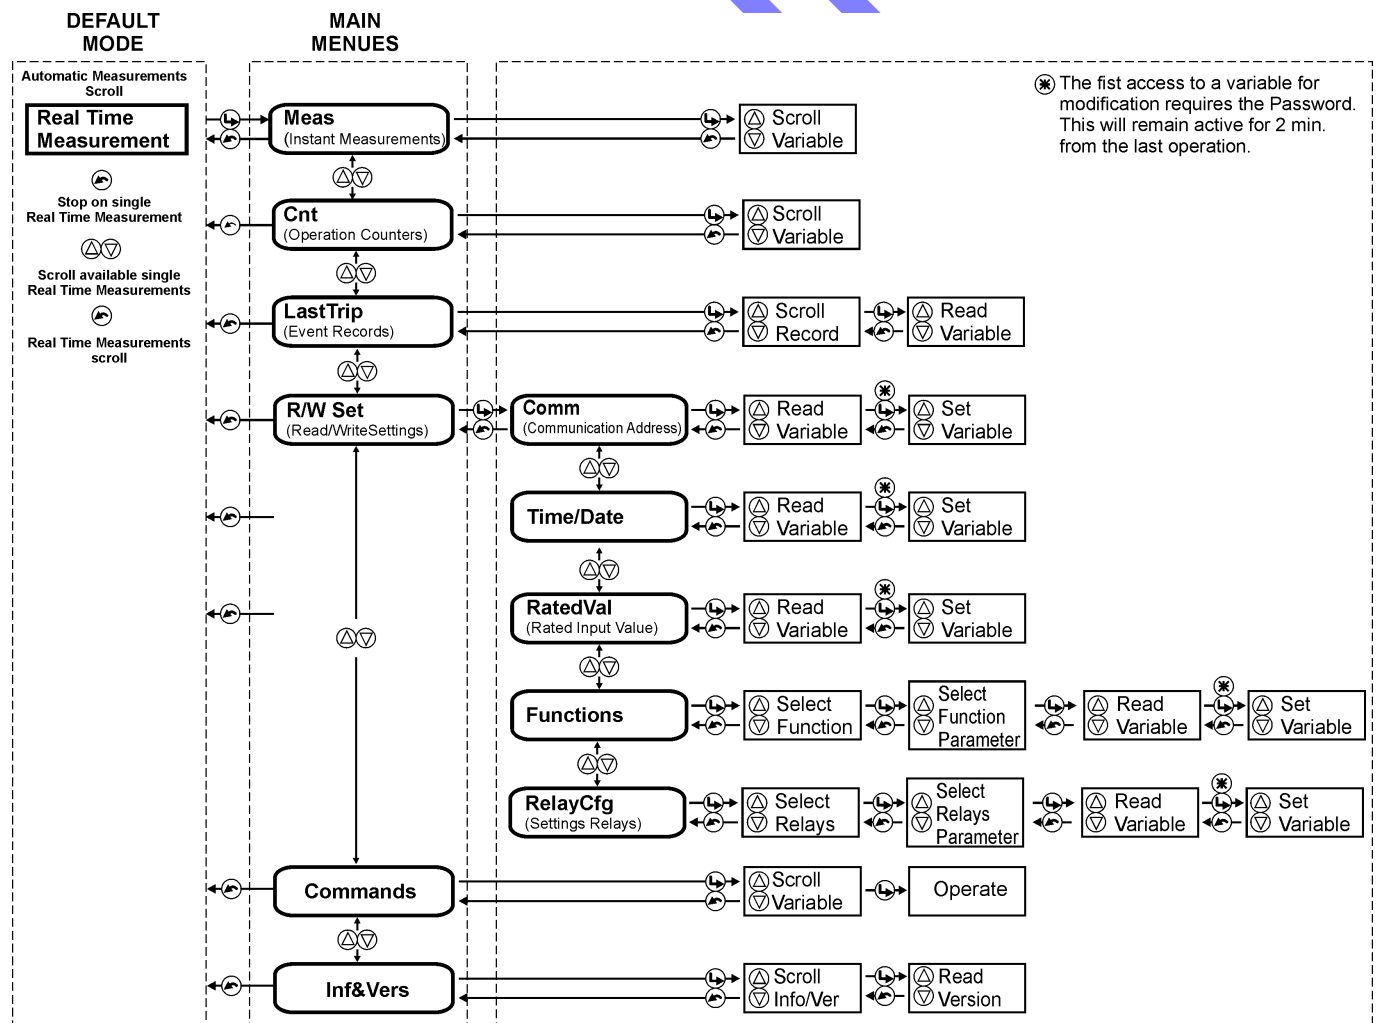 DEFAULT
MODE
MAIN
MENUES
Automatic Measurements
Scroll
Real Time
Measurement
Stop on single
Real Time Measurement
Scroll available single
Real Time Measurements
Real Time Measurements
scroll
The fist access to a variable for
modification requires the Password.
This will remain active for 2 min.
from the last operation.
Meas
(Instant Measurements)
Scroll
Variable
Cnt
(Operation Counters)
Scroll
Variable
LastTrip
(Event Records)
Scroll
Record
Read
Variable
R/W Set
(Read/WriteSettings)
Comm
(Communication Address)
Read
Variable
Set
Variable
Time/Date
Read
Variable
Set
Variable
RatedVal
(Rated Input Value)
Read
Variable
Set
Variable
Functions
Select
Function
Select
Function
Parameter
Read
Variable
Set
Variable
RelayCfg
(Settings Relays)
Select
Relays
Select
Relays
Parameter
Read
Variable
Set
Variable
Commands
Scroll
Variable
Operate
Inf&Vers
Scroll
Info/Ver
Read
Version